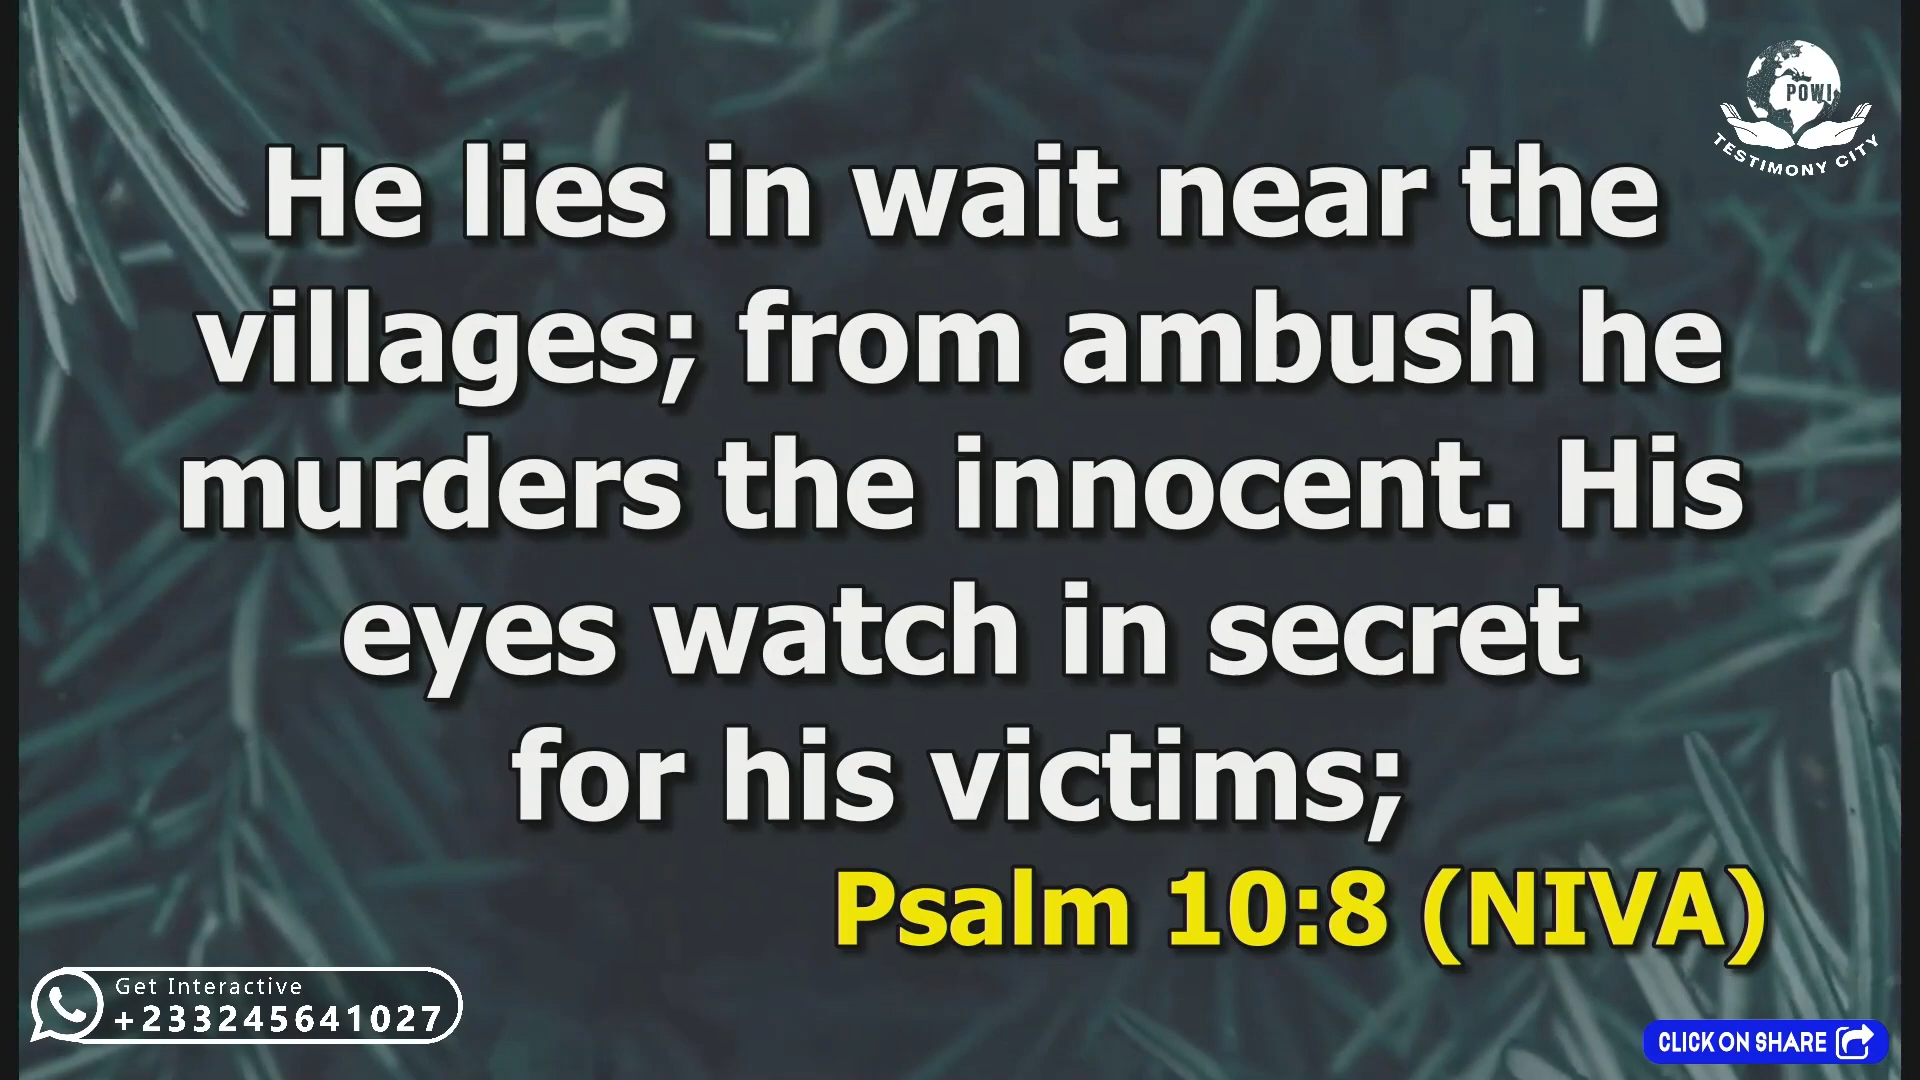 POWI
TESTIMONY CITY
He lies in wait near the
villages; from ambush he
murders the innocent. His
eyes watch in secret
for his victims;
Psalm 10:8 (NIVA)
Get Interactive
+233245641027
CLICK ON SHARE